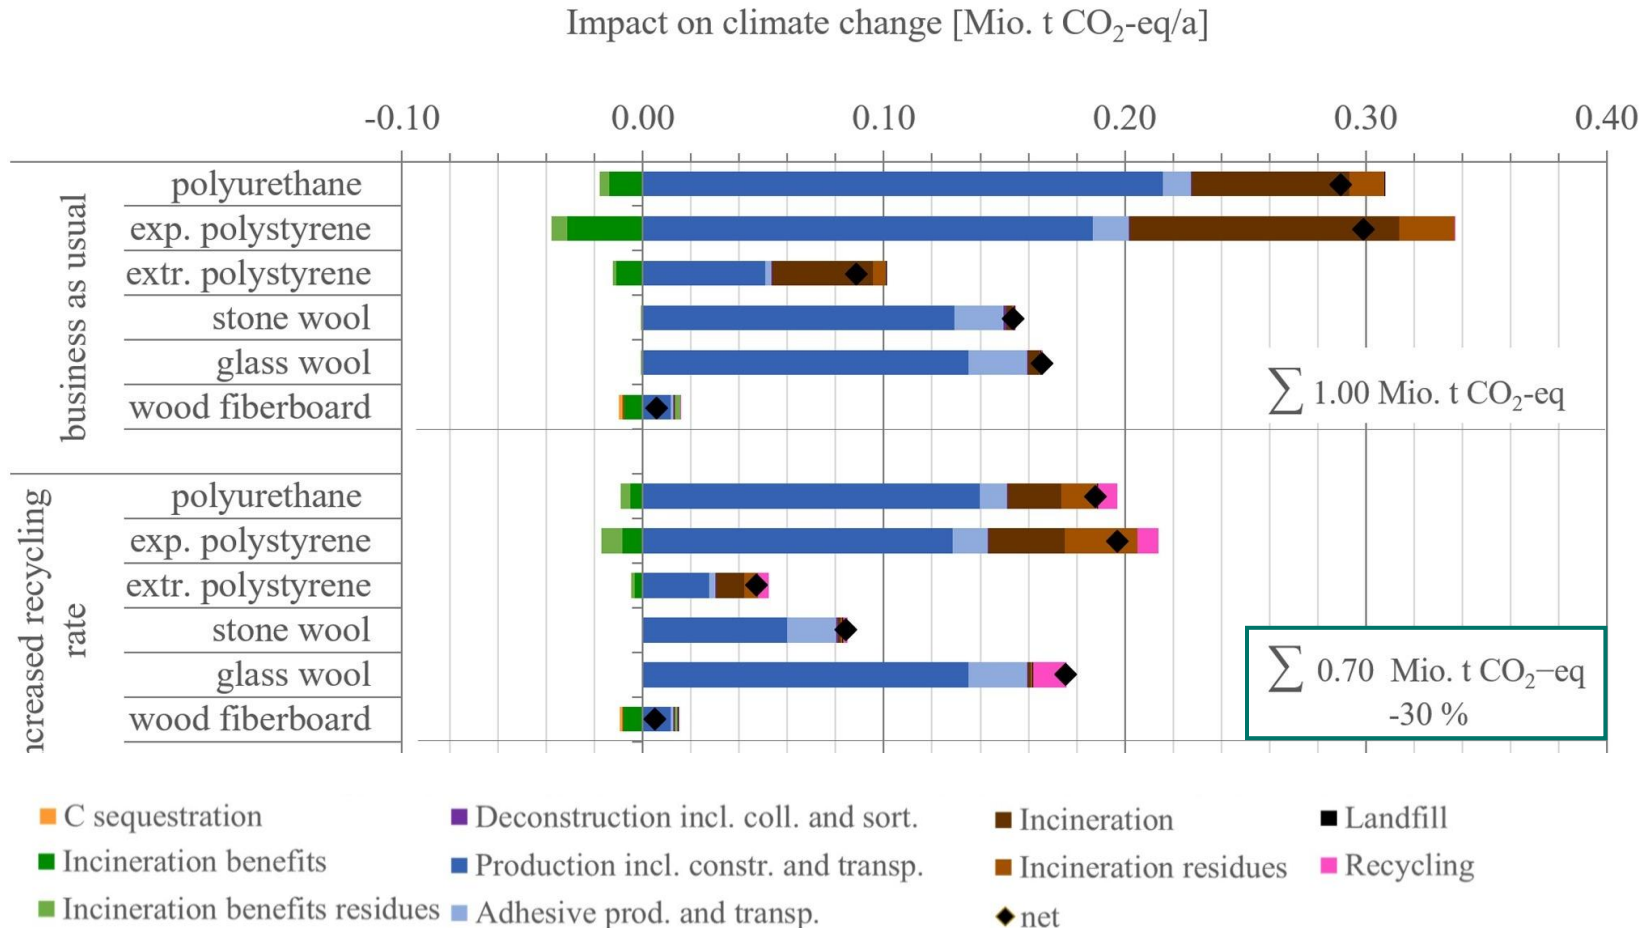 Impact on climate change [Mio. t CO₂-eq/a]
-0.10 0.00 0.10 0.20 0.30 0.40
business as usual
polyurethane
exp. polystyrene
extr. polystyrene
stone wool
glass wool
wood fiberboard
∑ 1.00 Mio. t CO₂-eq
ncreased recycling
rate
polyurethane
exp. polystyrene
extr. polystyrene
stone wool
glass wool
wood fiberboard
∑ 0.70 Mio. t CO₂−eq
-30 %
C sequestration
Incineration benefits
Incineration benefits residues
Deconstruction incl. coll. and sort.
Production incl. constr. and transp.
Adhesive prod. and transp.
Incineration
Incineration residues
net
Landfill
Recycling